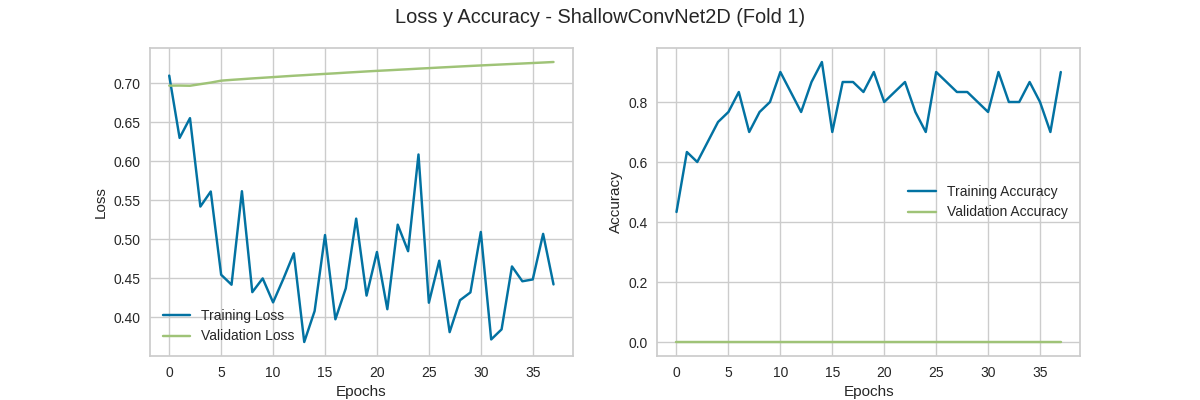 Loss y Accuracy - ShallowConvNet2D (Fold 1)
Loss
0.70
0.65
0.60
0.55
0.50
0.45
0.40
Training Loss
Validation Loss
0 5 10 15 20 25 30 35
Epochs
Accuracy
0.8
0.6
0.4
0.2
0.0
Training Accuracy
Validation Accuracy
0 5 10 15 20 25 30 35
Epochs